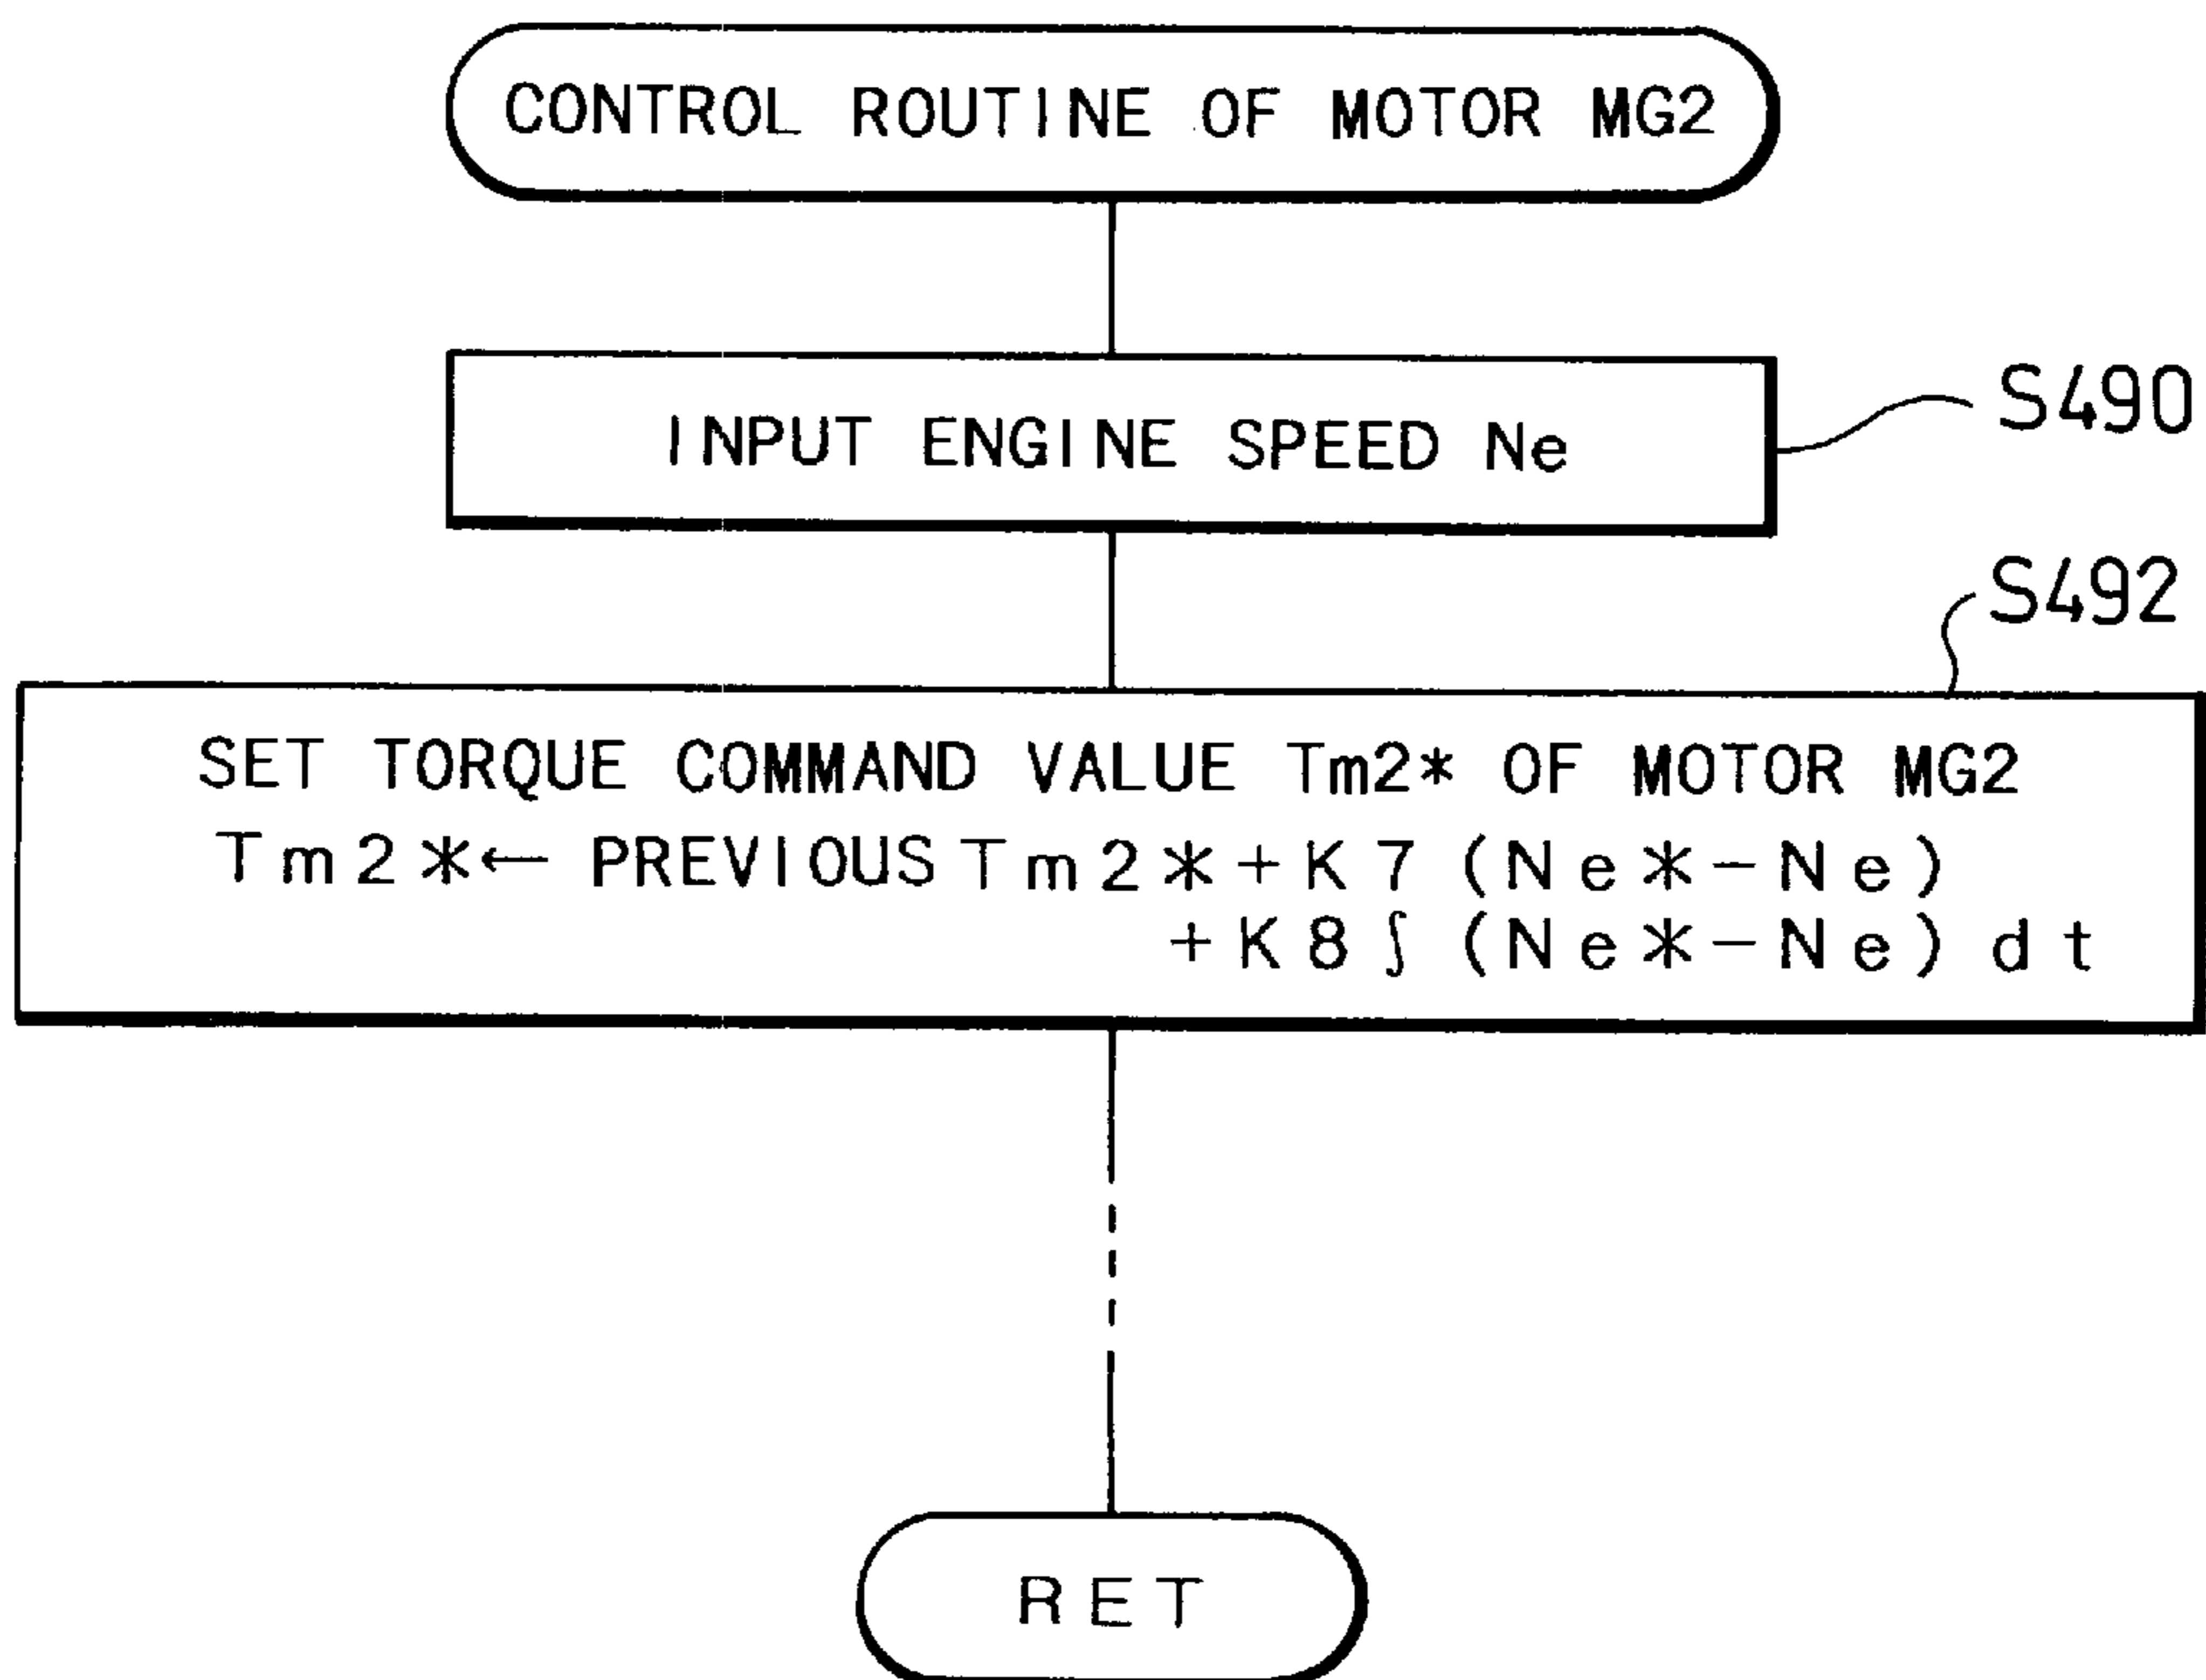 CONTROL ROUTINE OF MOTOR MG2
INPUT ENGINE SPEED Ne
S490
S492
SET TORQUE COMMAND VALUE Tm2* OF MOTOR MG2
Tm2*← PREVIOUS Tm2*+K7(Ne*−Ne)
+K8∫(Ne*−Ne)dt
RET